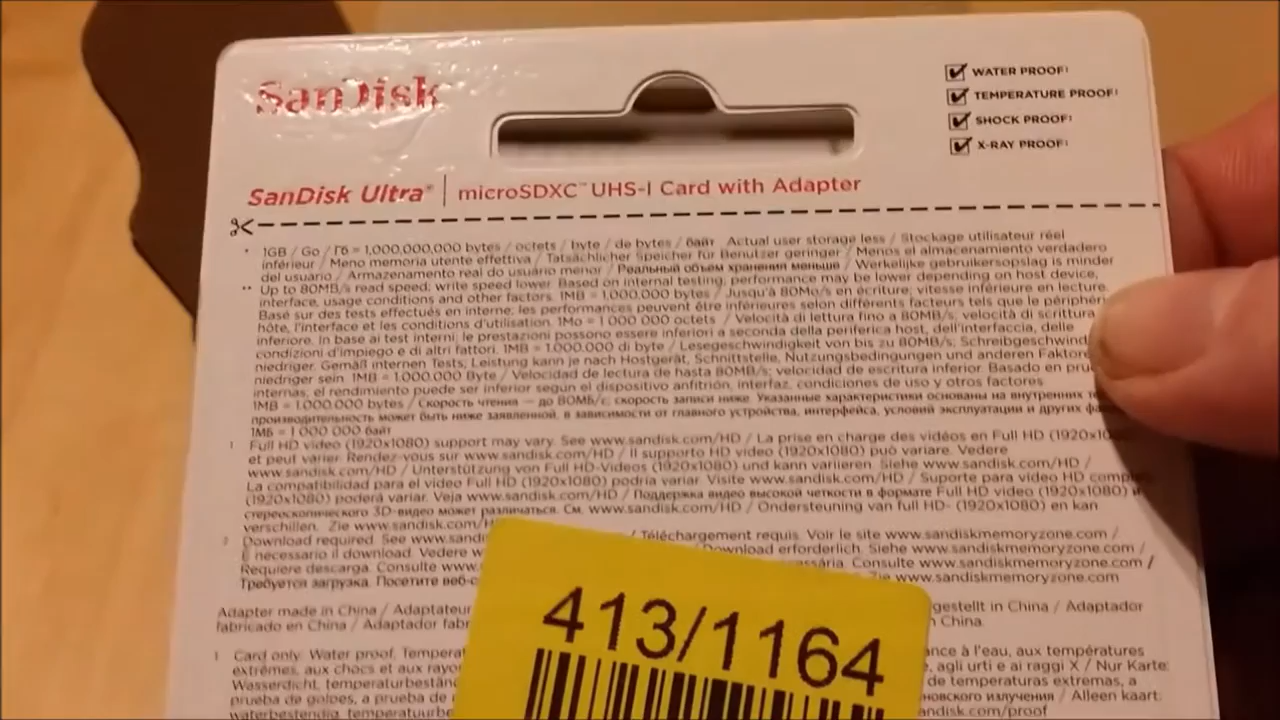 SanDisk
WATER PROOF¹
TEMPERATURE PROOF¹
SHOCK PROOF¹
X-RAY PROOF¹
SanDisk Ultra® | microSDXC™ UHS-I Card with Adapter
* 1GB / Go / Гб = 1,000,000,000 bytes / octets / byte / de bytes / байт Actual user storage less / Stockage utilisateur réel
inférieur / Meno memoria utente effettiva / Tatsächlicher Speicher für Benutzer geringer / Menos el almacenamiento verdadero
del usuario / Armazenamento real do usuário menor / Реальный объем хранения меньше / Werkelijke gebruikersopslag is minder
** Up to 80MB/s read speed; write speed lower. Based on internal testing; performance may be lower depending on host device,
interface, usage conditions and other factors. 1MB = 1,000,000 bytes / Jusqu'à 80Mo/s en écriture; vitesse inférieure en lecture.
Basé sur des tests effectués en interne; les performances peuvent être inférieures selon différents facteurs tels que le périphéri
hôte, l'interface et les conditions d'utilisation. 1Mo = 1 000 000 octets / Velocità di lettura fino a 80MB/s, velocità di scrittura
inferiore. In base ai test interni; le prestazioni possono essere inferiori a seconda della periferica host, dell'interfaccia, delle
condizioni d'impiego e di altri fattori. 1MB = 1.000.000 di byte / Lesegeschwindigkeit von bis zu 80MB/s; Schreibgeschwind
niedriger. Gemäß internen Tests; Leistung kann je nach Hostgerät, Schnittstelle, Nutzungsbedingungen und anderen Faktore
niedriger sein. 1MB = 1.000.000 Byte / Velocidad de lectura de hasta 80MB/s; velocidad de escritura inferior. Basado en prue
internas, el rendimiento puede ser inferior según el dispositivo anfitrión, interfaz, condiciones de uso y otros factores
1MB = 1.000.000 bytes / Скорость чтения — до 80МБ/с; скорость записи ниже. Указанные характеристики основаны на внутренних те
производительность может быть ниже заявленной, в зависимости от главного устройства, интерфейса, условий эксплуатации и других фа
1МБ = 1 000 000 байт
¹ Full HD video (1920x1080) support may vary. See www.sandisk.com/HD / La prise en charge des vidéos en Full HD (1920x10
et peut varier. Rendez-vous sur www.sandisk.com/HD / Il supporto HD video (1920x1080) può variare. Vedere
www.sandisk.com/HD / Unterstützung von Full HD-Videos (1920x1080) und kann variieren. Siehe www.sandisk.com/HD /
La compatibilidad para el video Full HD (1920x1080) podría variar. Visite www.sandisk.com/HD / Suporte para vídeo HD comple
(1920x1080) poderá variar. Veja www.sandisk.com/HD / Поддержка видео высокой четкости в формате Full HD video (1920x1080) и
стереоскопического 3D-видео может различаться. См. www.sandisk.com/HD / Ondersteuning van full HD- (1920x1080) en kan
verschillen. Zie www.sandisk.com/H
² Download required. See www.sandi / Téléchargement requis. Voir le site www.sandiskmemoryzone.com /
È necessario il download. Vedere w Download erforderlich. Siehe www.sandiskmemoryzone.com /
Requiere descarga. Consulte www. ssária. Consulte www.sandiskmemoryzone.com /
Требуется загрузка. Посетите веб-с Zie www.sandiskmemoryzone.com
Adapter made in China / Adaptateur gestellt in China / Adaptador
fabricado en China / Adaptador fabr n China.
Card only: Water proof, Temperat nce à l'eau, aux températures
extrêmes, aux chocs et aux rayo , agli urti e ai raggi X / Nur Karte:
Wasserdicht, temperaturbestän de temperaturas extremas, a
prueba de golpes, a prueba de новского излучения / Alleen kaart:
waterbestendig, temperatuurbe ndisk.com/proof
413/1164